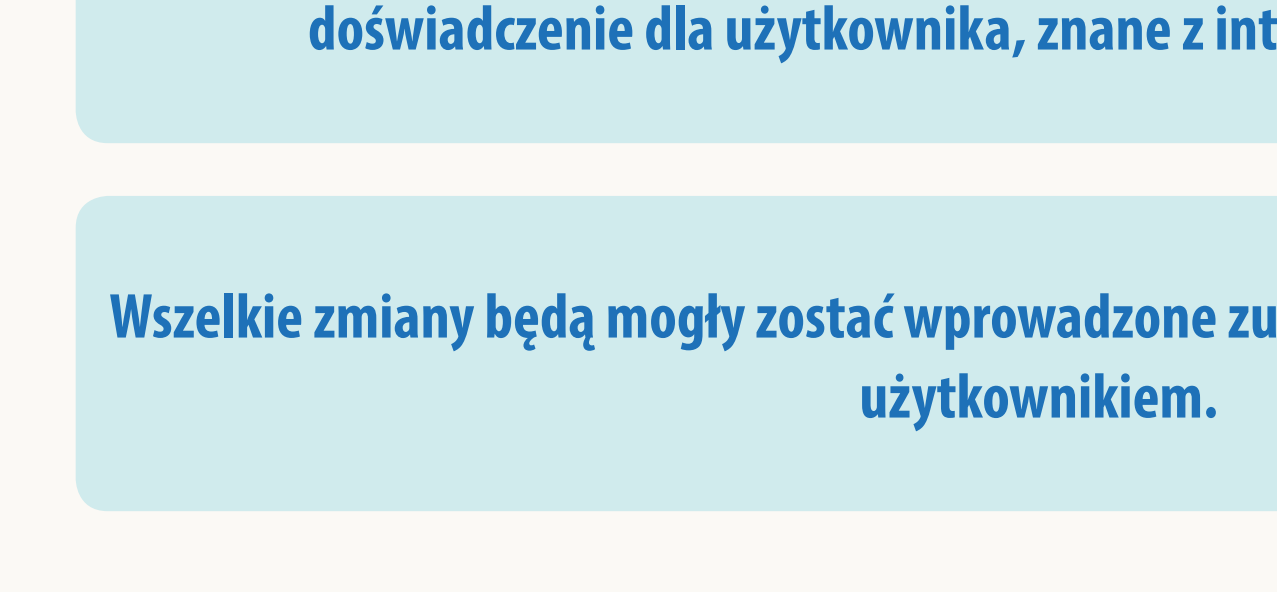 doświadczenie dla użytkownika, znane z int
Wszelkie zmiany będą mogły zostać wprowadzone zu
użytkownikiem.